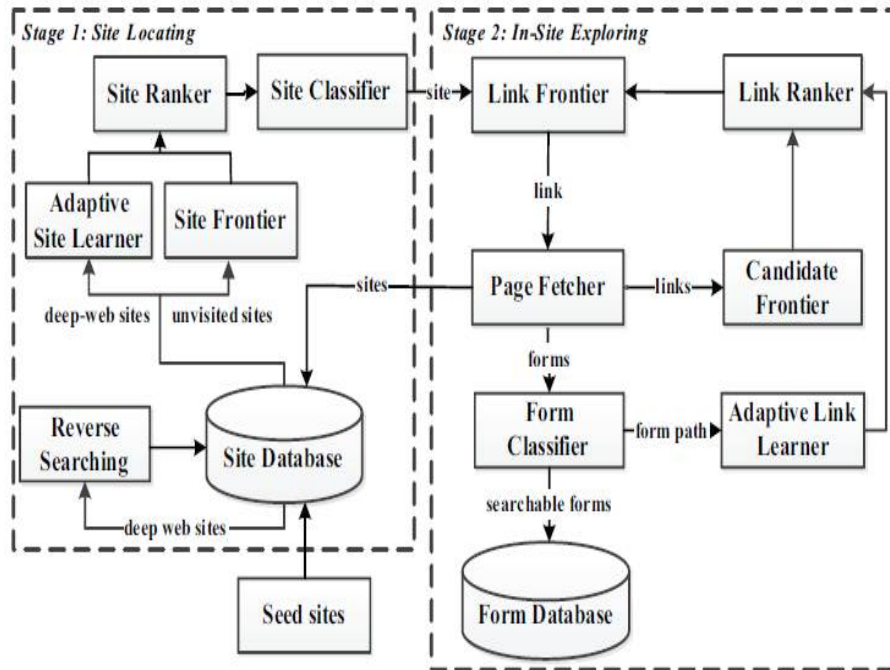 Stage 1: Site Locating
Site Ranker
Site Classifier
site
Adaptive
Site Learner
Site Frontier
deep-web sites
unvisited sites
Reverse
Searching
Site Database
deep web sites
Seed sites
Stage 2: In-Site Exploring
Link Frontier
Link Ranker
link
sites
Page Fetcher
links
Candidate
Frontier
forms
Form
Classifier
form path
Adaptive Link
Learner
searchable forms
Form Database